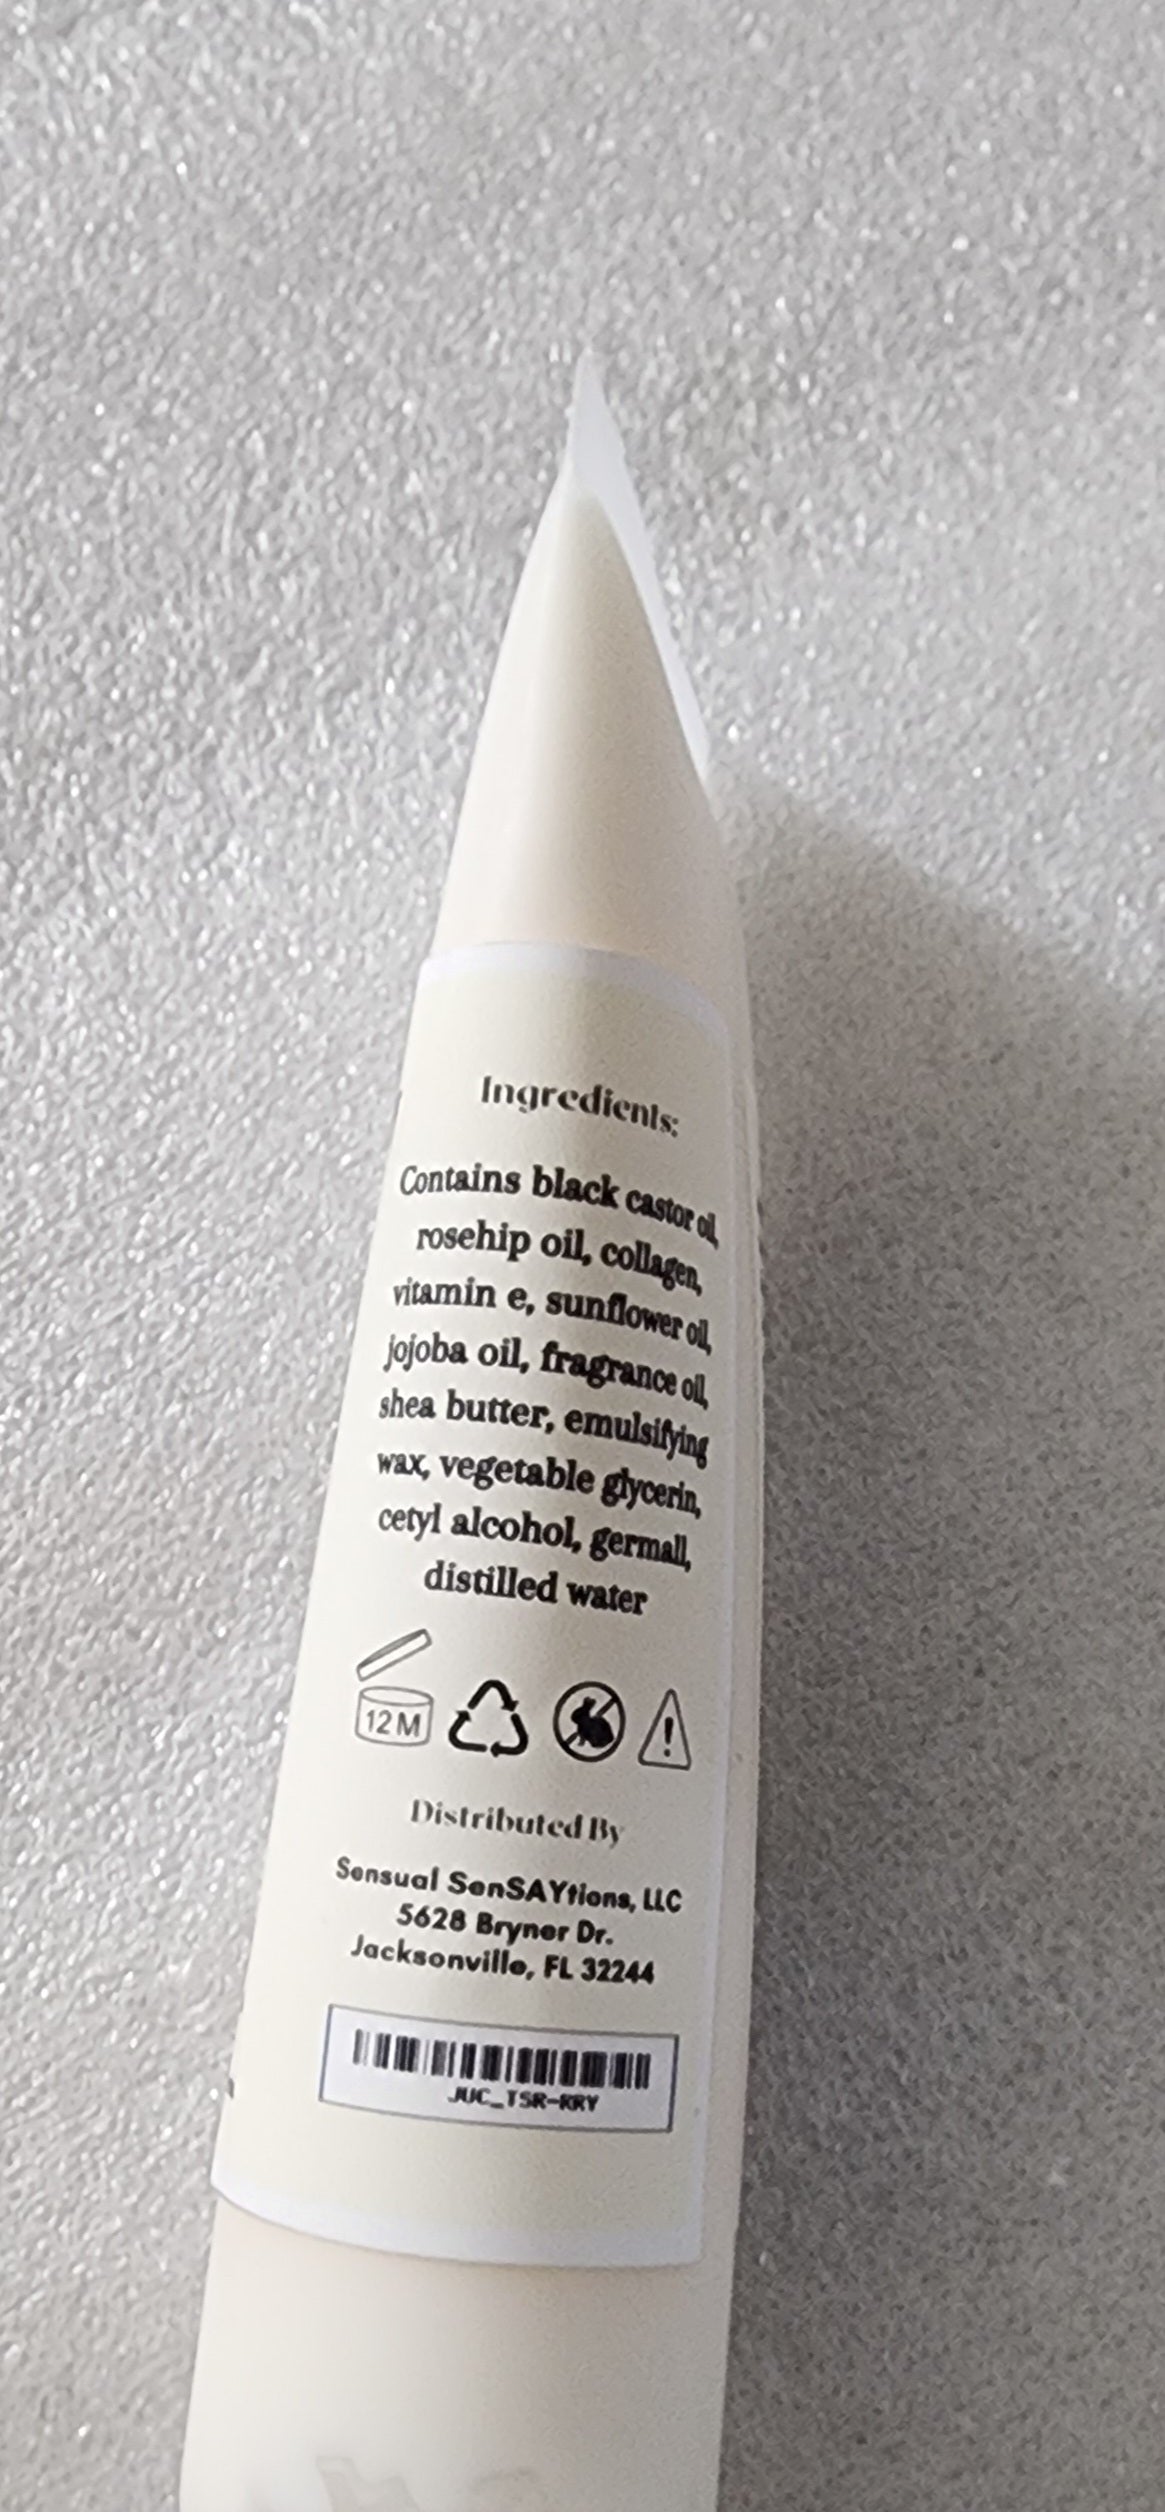 Ingredients:
Contains black castor oil,
rosehip oil, collagen,
vitamin e, sunflower oil,
jojoba oil, fragrance oil,
shea butter, emulsifying
wax, vegetable glycerin,
cetyl alcohol, germall,
distilled water
12M
Distributed By
Sensual SenSAYtions, LLC
5628 Bryner Dr.
Jacksonville, FL 32244
JUC_TSR-RRY